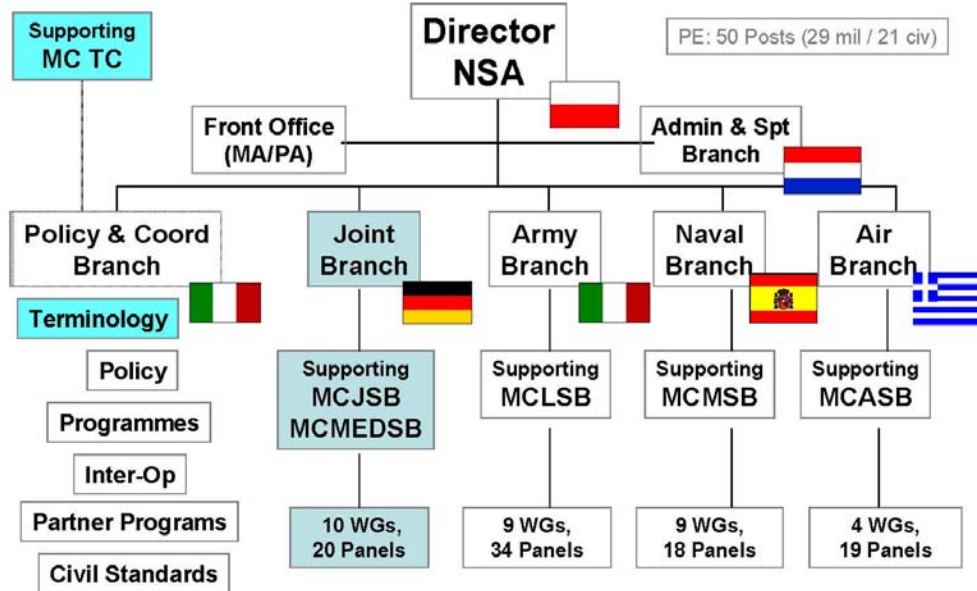 Supporting
MC TC
Director
NSA
PE: 50 Posts (29 mil / 21 civ)
Front Office
(MA/PA)
Admin & Spt
Branch
Policy & Coord
Branch
Joint
Branch
Army
Branch
Naval
Branch
Air
Branch
Terminology
Policy
Programmes
Inter-Op
Partner Programs
Civil Standards
Supporting
MCJSB
MCMEDSB
Supporting
MCLSB
Supporting
MCMSB
Supporting
MCASB
10 WGs,
20 Panels
9 WGs,
34 Panels
9 WGs,
18 Panels
4 WGs,
19 Panels